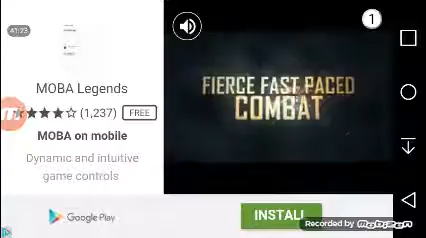 41:23
1
MOBA Legends
(1,237) FREE
MOBA on mobile
Dynamic and intuitive
game controls
FIERCE FAST PACED
COMBAT
Google Play
INSTALL
Recorded by Mobizen